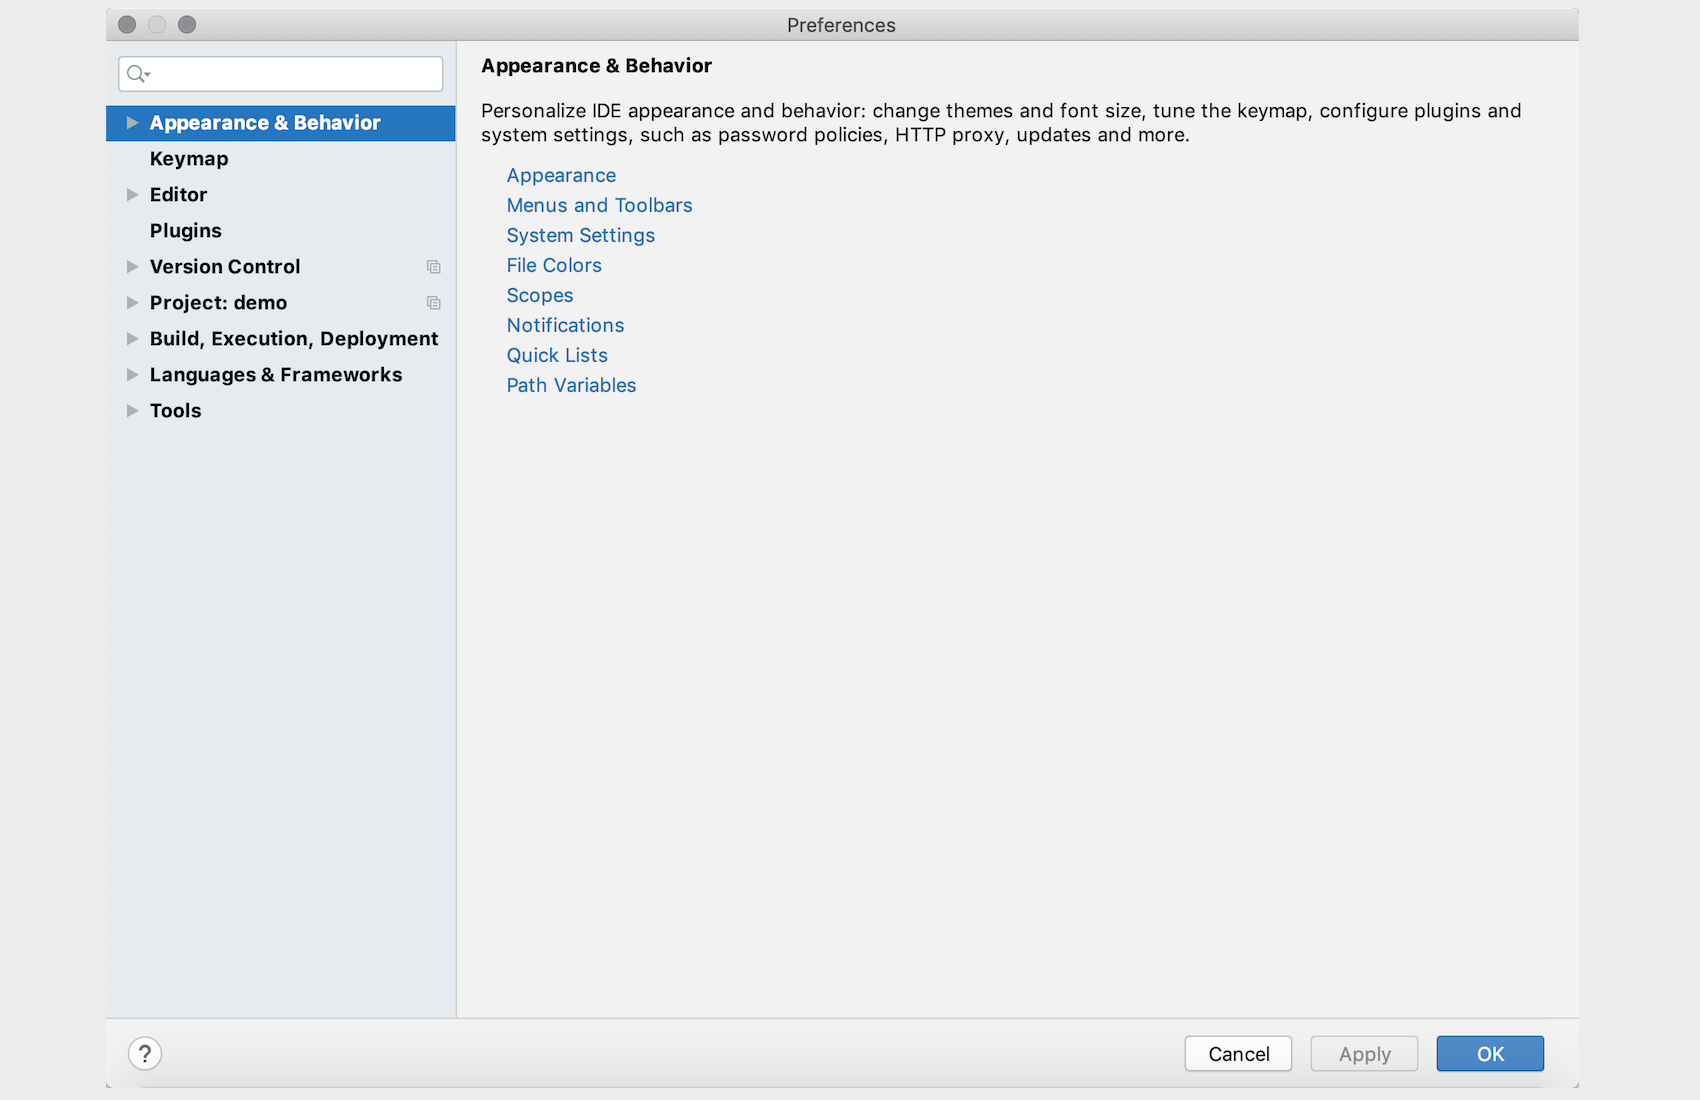 Preferences
Appearance & Behavior
Keymap
Editor
Plugins
Version Control
Project: demo
Build, Execution, Deployment
Languages & Frameworks
Tools
Appearance & Behavior
Personalize IDE appearance and behavior: change themes and font size, tune the keymap, configure plugins and
system settings, such as password policies, HTTP proxy, updates and more.
Appearance
Menus and Toolbars
System Settings
File Colors
Scopes
Notifications
Quick Lists
Path Variables
?
Cancel
Apply
OK